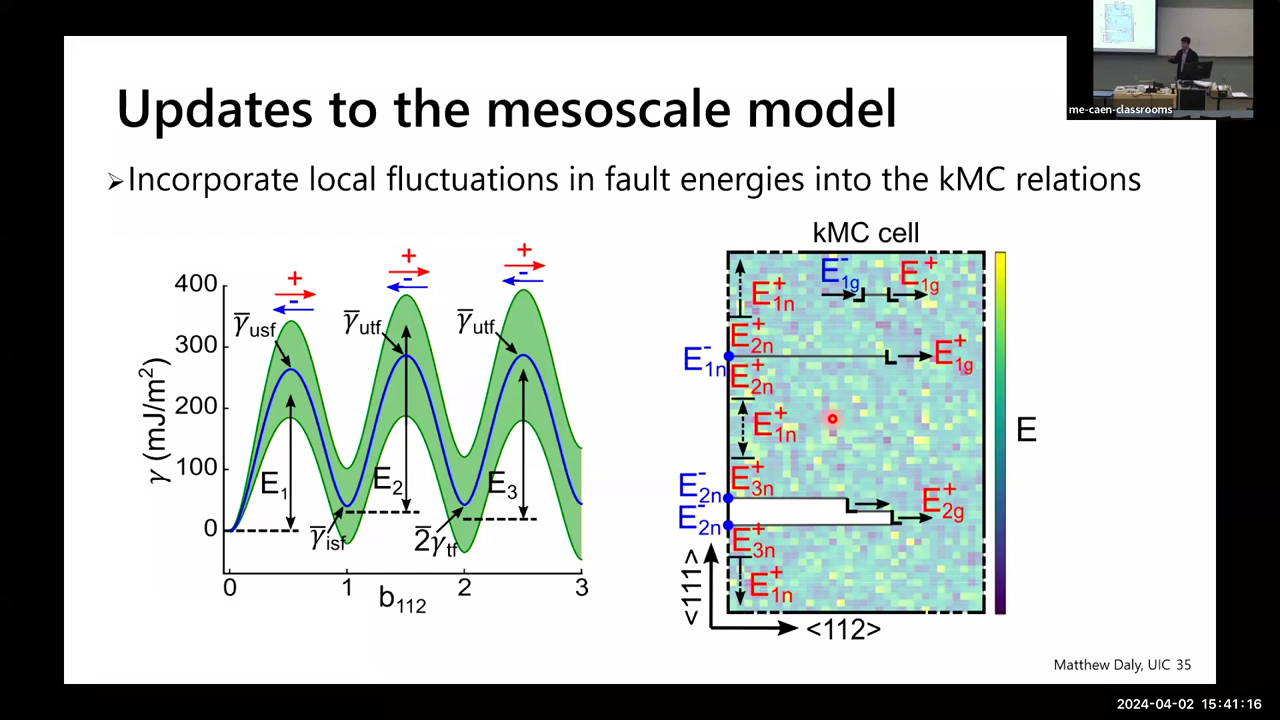 me-caen-classrooms
Updates to the mesoscale model
➢Incorporate local fluctuations in fault energies into the kMC relations
+ + +
- - -
γ̅usf γ̅utf γ̅utf
400
300
200
100
0
γ (mJ/m²)
E₁ E₂ E₃
γ̅isf 2̅γtf
0 1 2 3
b₁₁₂
kMC cell
E⁻1g E⁺1g
E⁺1n
E⁺2n
E⁻1n E⁺1g
E⁺2n
E⁺1n
E⁺3n
E⁻2n E⁺2g
E⁻2n
E⁺3n
E⁺1n
E
<111>
<112>
Matthew Daly, UIC 35
2024-04-02 15:41:16